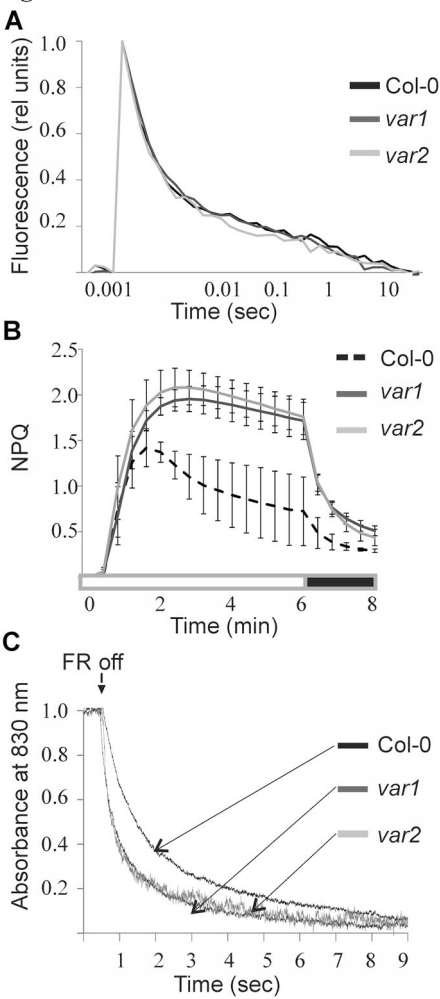 A
Fluorescence (rel units)
1.0
0.8
0.6
0.4
0.2
Col-0
var1
var2
0.001 0.01 0.1 1 10
Time (sec)
B
NPQ
2.5
2.0
1.5
1.0
0.5
Col-0
var1
var2
0 2 4 6 8
Time (min)
C
FR off
Absorbance at 830 nm
1.0
0.8
0.6
0.4
0.2
Col-0
var1
var2
1 2 3 4 5 6 7 8 9
Time (sec)